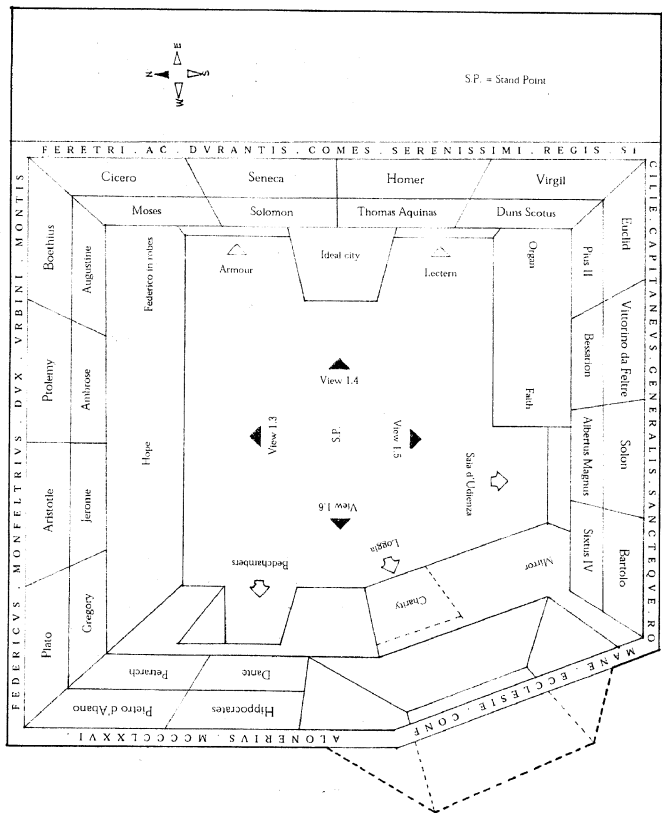 E
N
S
W
S.P. = Stand Point
FERETRI . AC . DVRANTIS . COMES . SERENISSIMI . REGIS . SI
CILIE . CAPITANEVS . GENERALIS . SANCTEQVE . RO
MANE . ECCLESIE . CONF
ALONERIVS . MCCCCLXXVI .
FEDERICVS . MONFELTRIVS . DVX . VRBINI . MONTIS
Cicero
Seneca
Homer
Virgil
Moses
Solomon
Thomas Aquinas
Duns Scotus
Boethius
Augustine
Ptolemy
Ambrose
Aristotle
Jerome
Plato
Gregory
Euclid
Pius II
Vittorino da Feltre
Bessarion
Solon
Albertus Magnus
Bartolo
Sixtus IV
Petrarch
Dante
Pietro d'Abano
Hippocrates
Federico in robes
Hope
Armour
Ideal city
Lectern
Organ
Faith
View 1.4
View 1.3
S.P.
View 1.5
View 1.6
Sala d'Udienza
Bedchambers
Loggia
Charity
Mirror